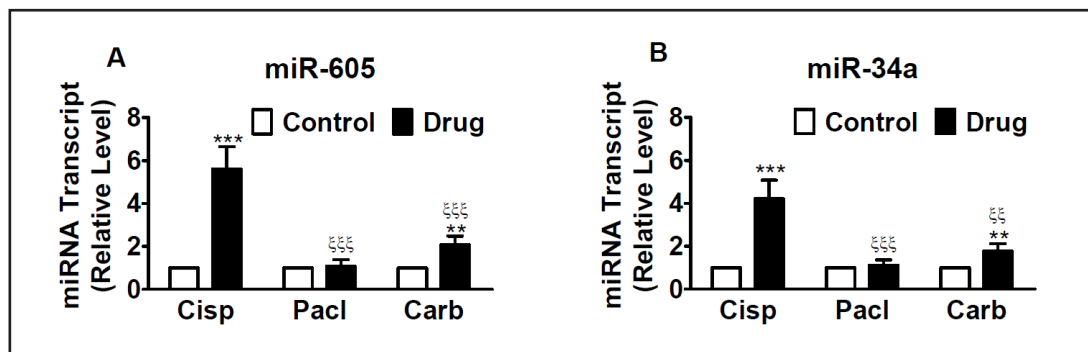 A
miR-605
miRNA Transcript
(Relative Level)
8
6
4
2
0
Control
Drug
***
ξξξ
ξξξ
**
Cisp
Pacl
Carb
B
miR-34a
miRNA Transcript
(Relative Level)
8
6
4
2
0
Control
Drug
***
ξξξ
ξξ
**
Cisp
Pacl
Carb